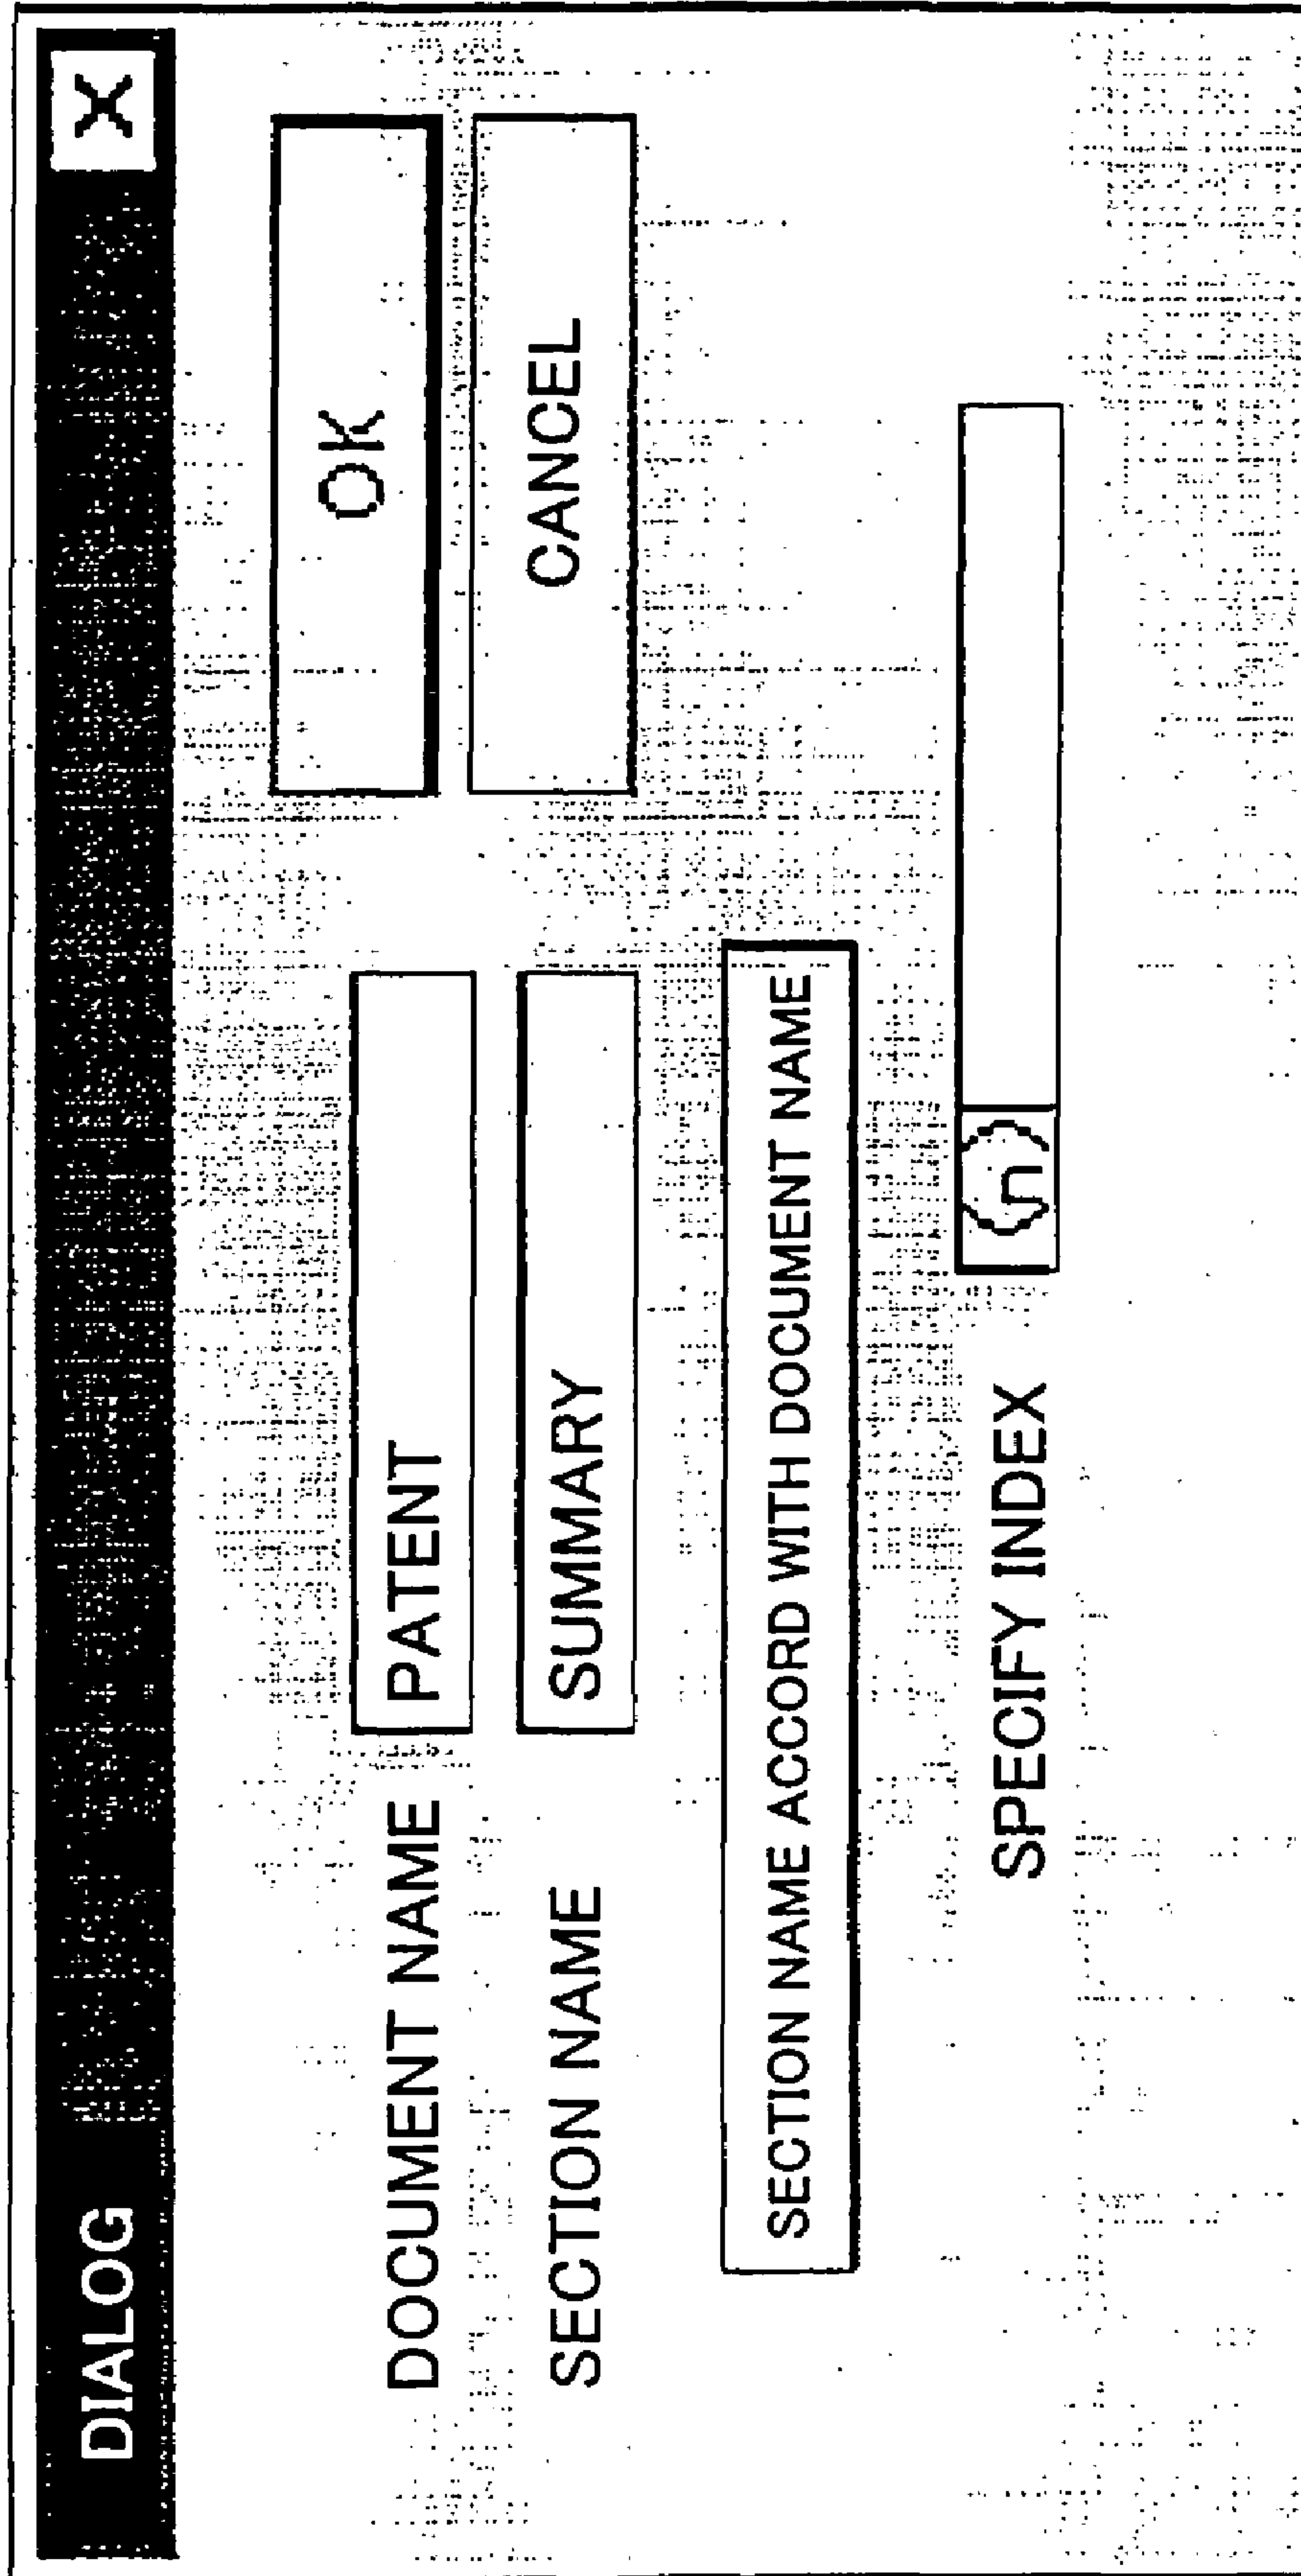 DIALOG X
OK
DOCUMENT NAME PATENT
CANCEL
SECTION NAME SUMMARY
SECTION NAME ACCORD WITH DOCUMENT NAME
SPECIFY INDEX (n)